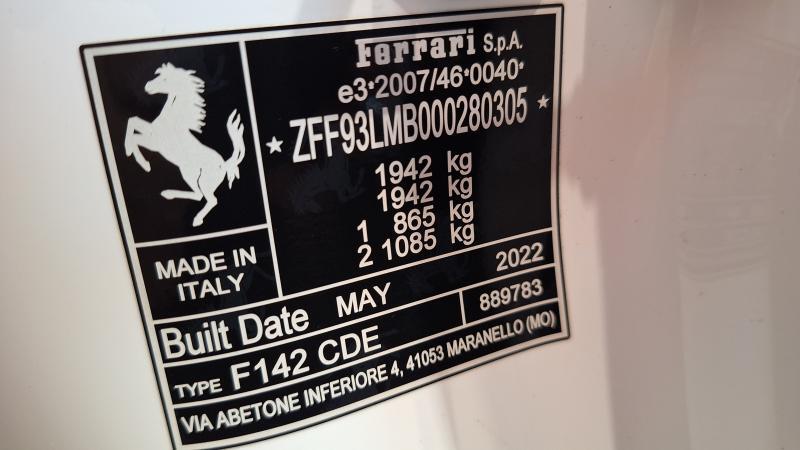 Ferrari S.p.A.
e3*2007/46*0040*
★ ZFF93LMB000280305 ★
1942 kg
1942 kg
1 865 kg
2 1085 kg
MADE IN
ITALY
Built Date MAY 2022
TYPE F142 CDE 889783
VIA ABETONE INFERIORE 4, 41053 MARANELLO (MO)